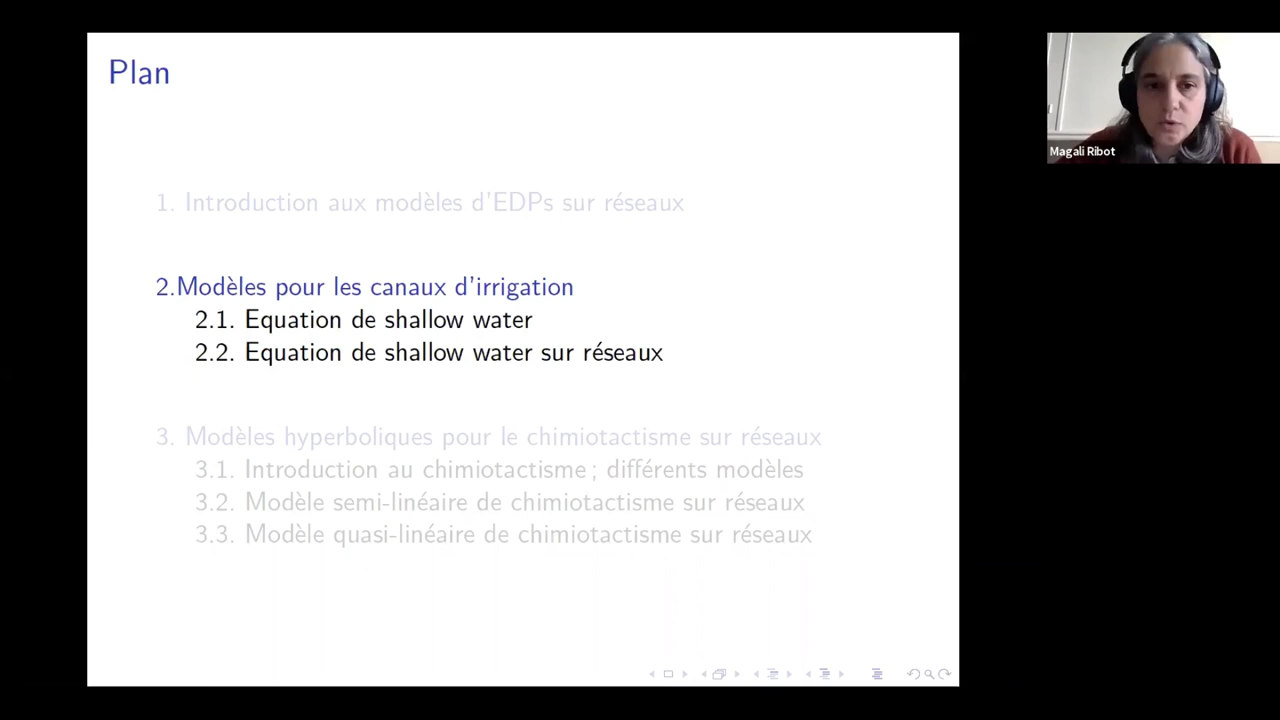 Plan
1. Introduction aux modèles d'EDPs sur réseaux
2.Modèles pour les canaux d'irrigation
2.1. Equation de shallow water
2.2. Equation de shallow water sur réseaux
3. Modèles hyperboliques pour le chimiotactisme sur réseaux
3.1. Introduction au chimiotactisme ; différents modèles
3.2. Modèle semi-linéaire de chimiotactisme sur réseaux
3.3. Modèle quasi-linéaire de chimiotactisme sur réseaux
Magali Ribot